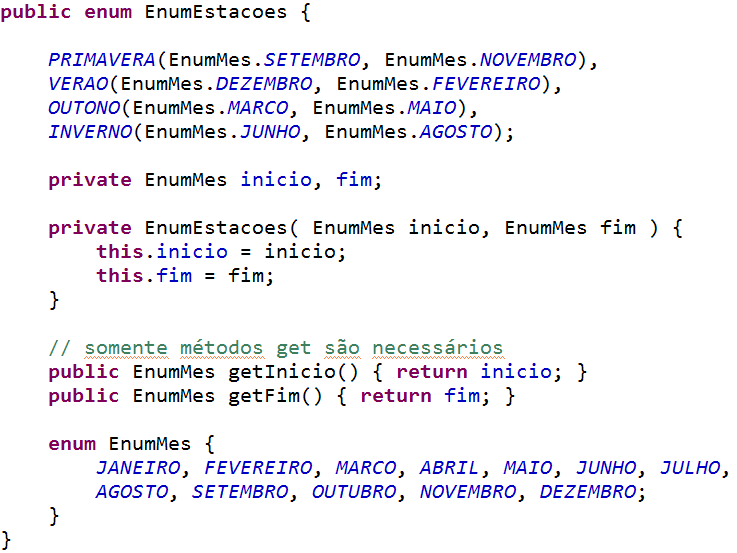 public enum EnumEstacoes {
PRIMAVERA(EnumMes.SETEMBRO, EnumMes.NOVEMBRO),
VERAO(EnumMes.DEZEMBRO, EnumMes.FEVEREIRO),
OUTONO(EnumMes.MARCO, EnumMes.MAIO),
INVERNO(EnumMes.JUNHO, EnumMes.AGOSTO);
private EnumMes inicio, fim;
private EnumEstacoes( EnumMes inicio, EnumMes fim ) {
this.inicio = inicio;
this.fim = fim;
}
// somente métodos get são necessários
public EnumMes getInicio() { return inicio; }
public EnumMes getFim() { return fim; }
enum EnumMes {
JANEIRO, FEVEREIRO, MARCO, ABRIL, MAIO, JUNHO, JULHO,
AGOSTO, SETEMBRO, OUTUBRO, NOVEMBRO, DEZEMBRO;
}
}